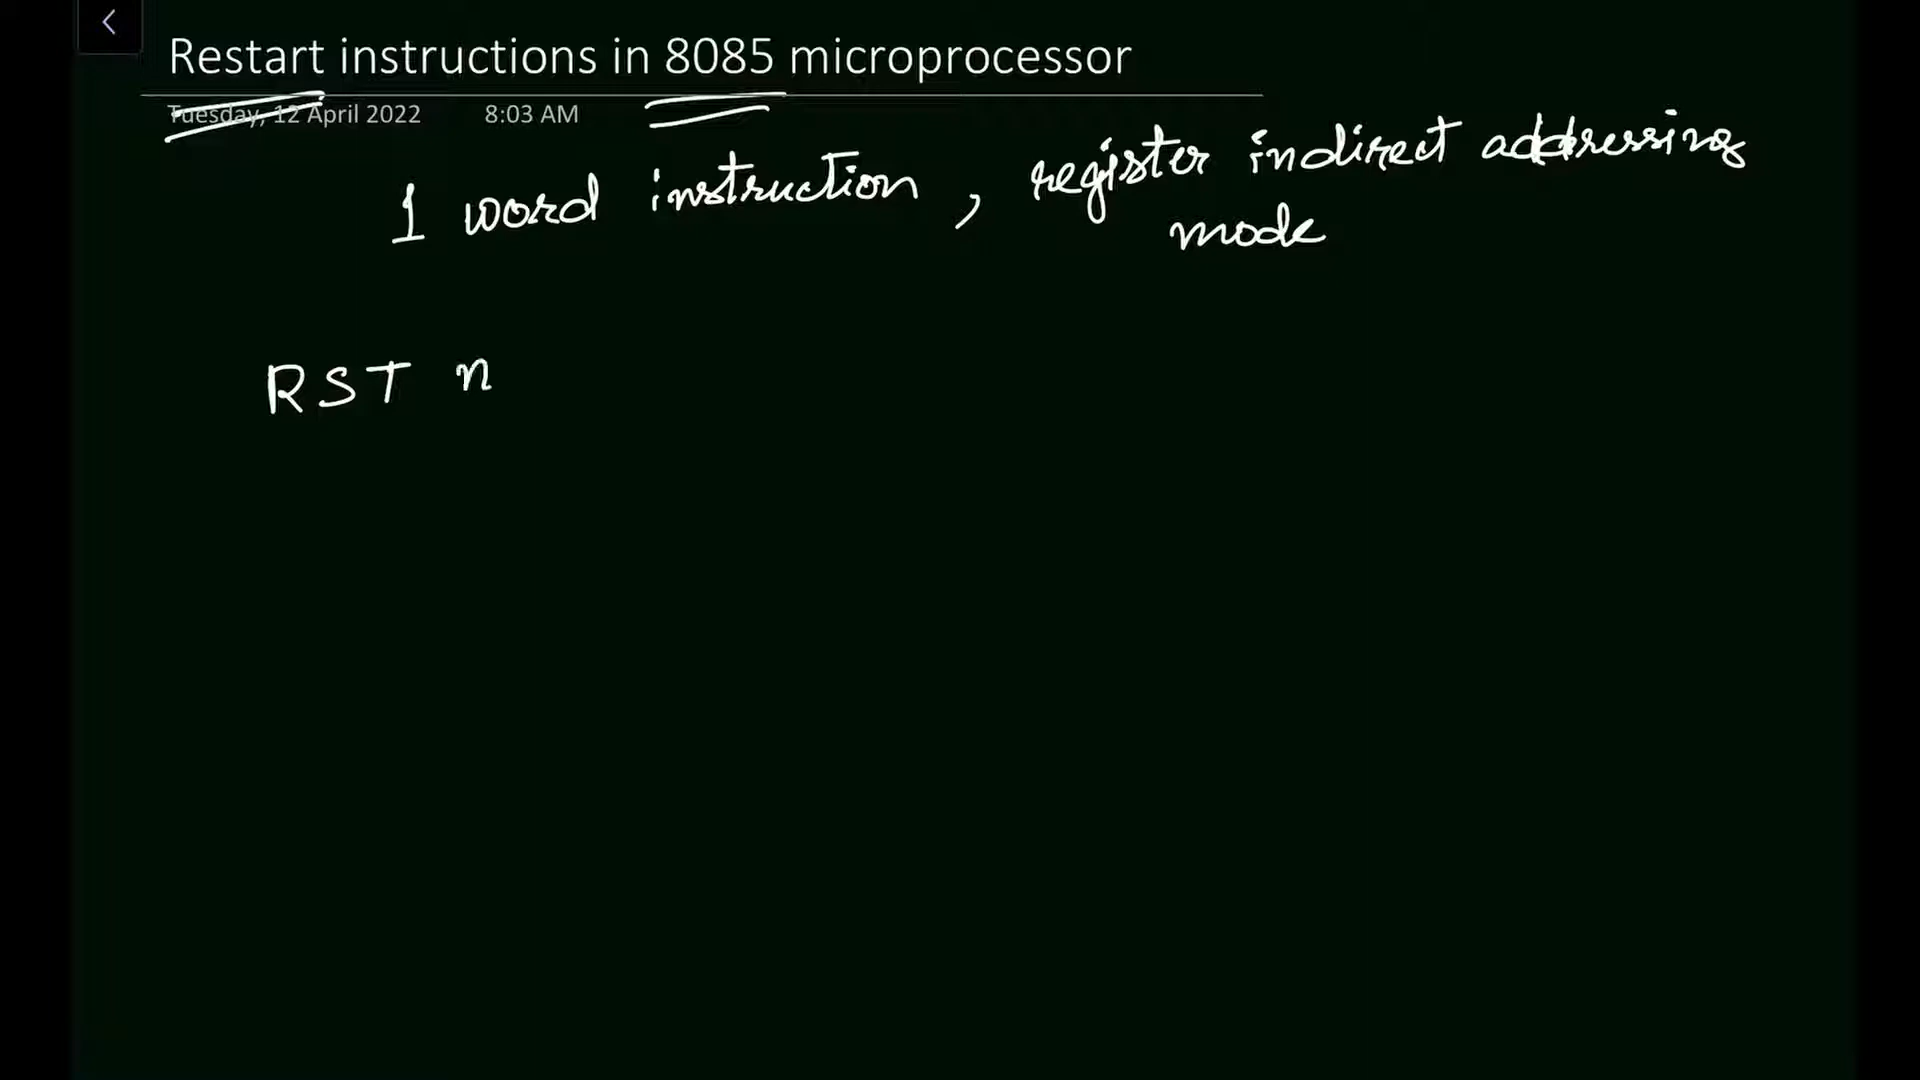 Restart instructions in 8085 microprocessor
Tuesday, 12 April 2022 8:03 AM
1 word instruction, register indirect addressing
mode
RST n